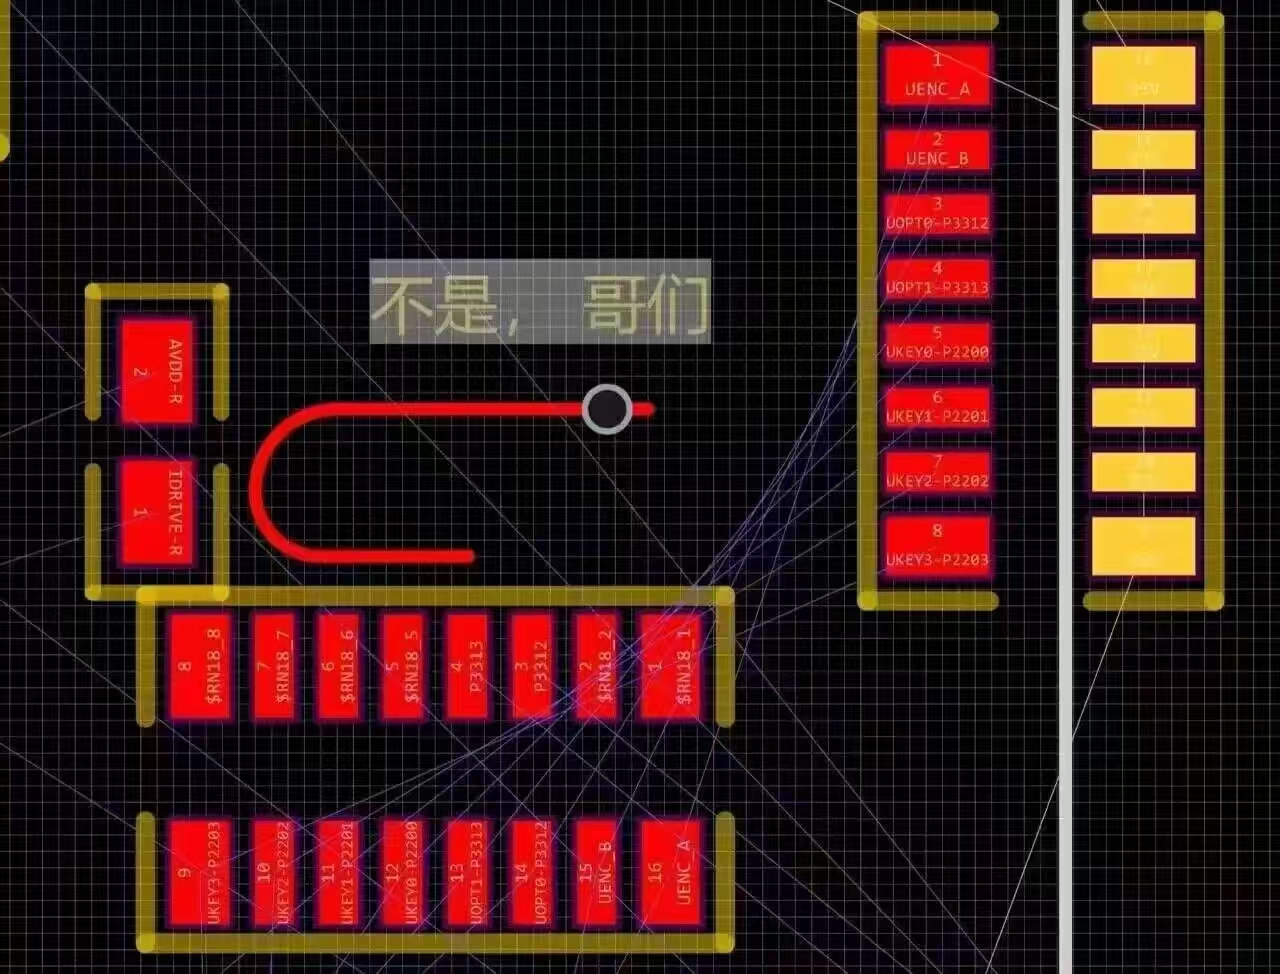 不是， 哥们
1
UENC_A
2
UENC_B
3
UOPT0-P3312
4
UOPT1-P3313
5
UKEY0-P2200
6
UKEY1-P2201
7
UKEY2-P2202
8
UKEY3-P2203
2
AVDD-R
1
IDRIVE-R
8
$RN18_8
7
$RN18_7
6
$RN18_6
5
$RN18_5
4
P3313
3
P3312
2
$RN18_2
1
$RN18_1
9
UKEY3-P2203
10
UKEY2-P2202
11
UKEY1-P2201
12
UKEY0-P2200
13
UOPT1-P3313
14
UOPT0-P3312
15
UENC_B
16
UENC_A